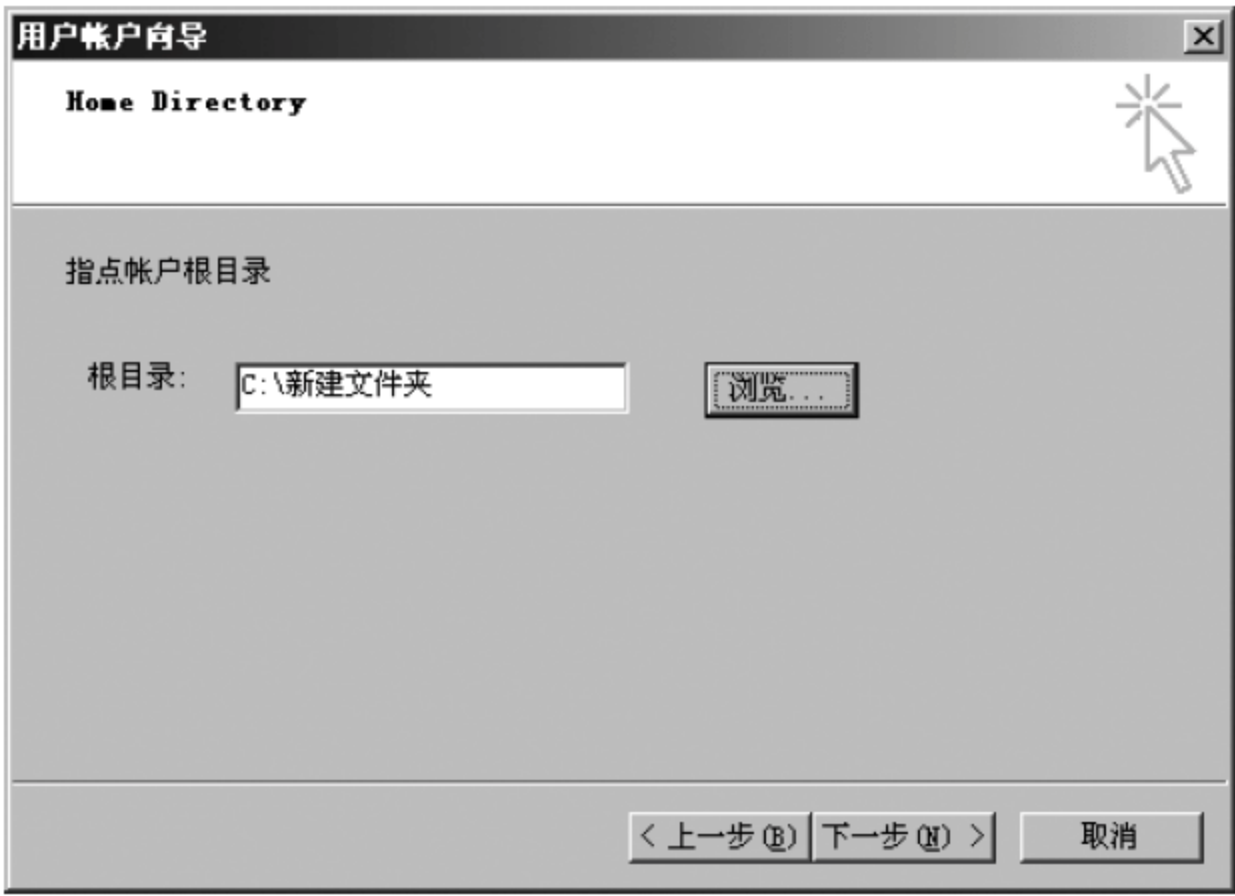 用户帐户向导
Home Directory
指点帐户根目录
根目录:
C:\新建文件夹
浏览...
< 上一步(B)
下一步(N) >
取消